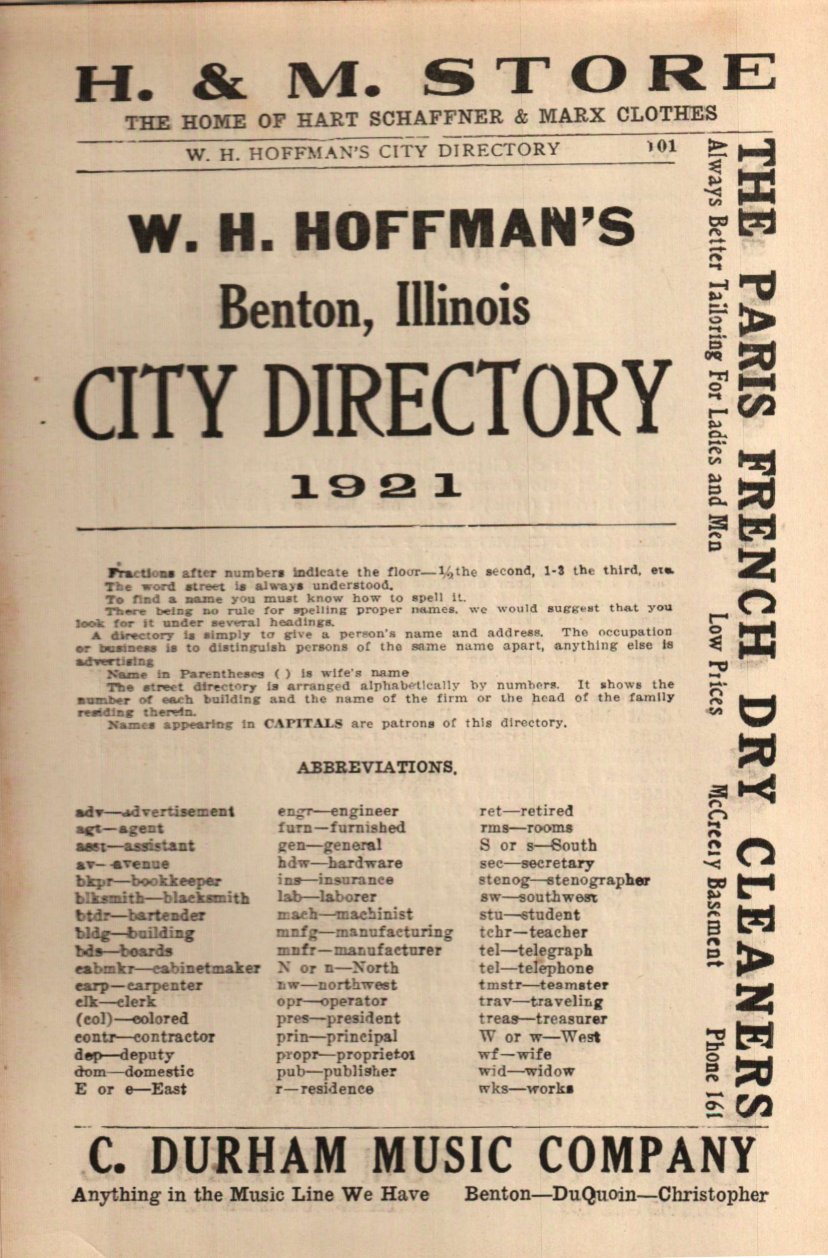 H. & M. STORE
THE HOME OF HART SCHAFFNER & MARX CLOTHES
W. H. HOFFMAN'S CITY DIRECTORY 101
W. H. HOFFMAN'S
Benton, Illinois
CITY DIRECTORY
1921
Fractions after numbers indicate the floor—½ the second, 1-3 the third, etc.
The word street is always understood.
To find a name you must know how to spell it.
There being no rule for spelling proper names. we would suggest that you
look for it under several headings.
A directory is simply to give a person's name and address. The occupation
or business is to distinguish persons of the same name apart, anything else is
advertising
Name in Parentheses ( ) is wife's name
The street directory is arranged alphabetically by numbers. It shows the
number of each building and the name of the firm or the head of the family
residing therein.
Names appearing in CAPITALS are patrons of this directory.
ABBREVIATIONS.
adv—advertisement
agt—agent
asst—assistant
av—avenue
bkpr—bookkeeper
blksmith—blacksmith
btdr—bartender
bldg—building
bds—boards
cabmkr—cabinetmaker
carp—carpenter
clk—clerk
(col)—colored
contr—contractor
dep—deputy
dom—domestic
E or e—East
engr—engineer
furn—furnished
gen—general
hdw—hardware
ins—insurance
lab—laborer
mach—machinist
mnfg—manufacturing
mnfr—manufacturer
N or n—North
nw—northwest
opr—operator
pres—president
prin—principal
propr—proprietor
pub—publisher
r—residence
ret—retired
rms—rooms
S or s—South
sec—secretary
stenog—stenographer
sw—southwest
stu—student
tchr—teacher
tel—telegraph
tel—telephone
tmstr—teamster
trav—traveling
treas—treasurer
W or w—West
wf—wife
wid—widow
wks—works
THE PARIS FRENCH DRY CLEANERS
Always Better Tailoring For Ladies and Men Low Prices McCreery Basement Phone 161
C. DURHAM MUSIC COMPANY
Anything in the Music Line We Have Benton—DuQuoin—Christopher